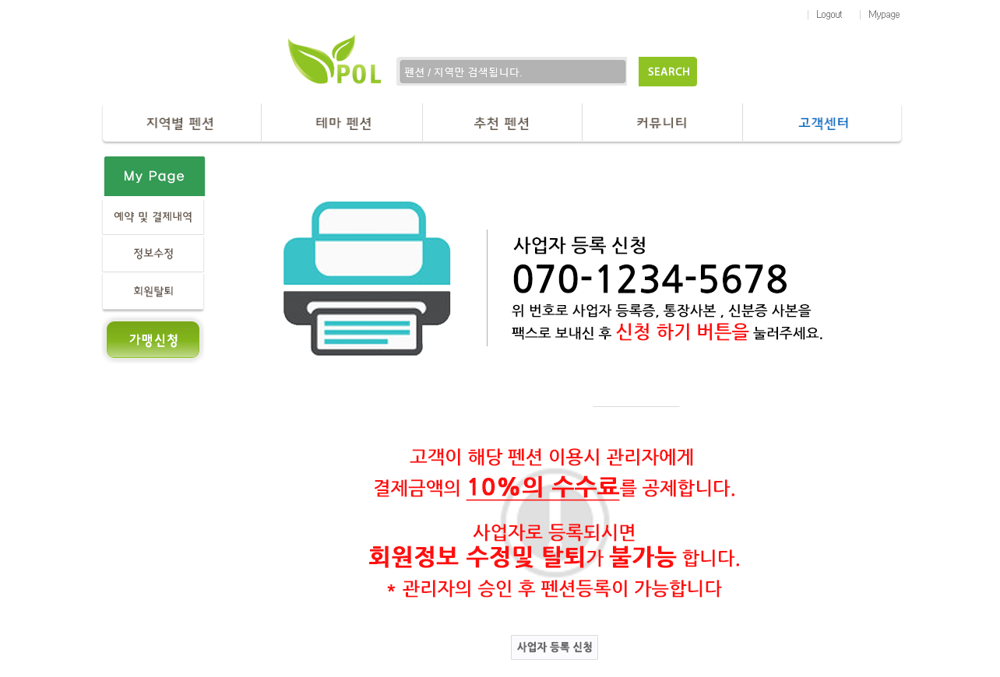 Logout
Mypage
POL
펜션 / 지역만 검색됩니다.
SEARCH
지역별 펜션
테마 펜션
추천 펜션
커뮤니티
고객센터
My Page
예약 및 결제내역
정보수정
회원탈퇴
가맹신청
사업자 등록 신청
070-1234-5678
위 번호로 사업자 등록증, 통장사본 , 신분증 사본을
팩스로 보내신 후 신청 하기 버튼을 눌러주세요.
고객이 해당 펜션 이용시 관리자에게
결제금액의 10%의 수수료를 공제합니다.
사업자로 등록되시면
회원정보 수정및 탈퇴가 불가능 합니다.
* 관리자의 승인 후 펜션등록이 가능합니다
사업자 등록 신청